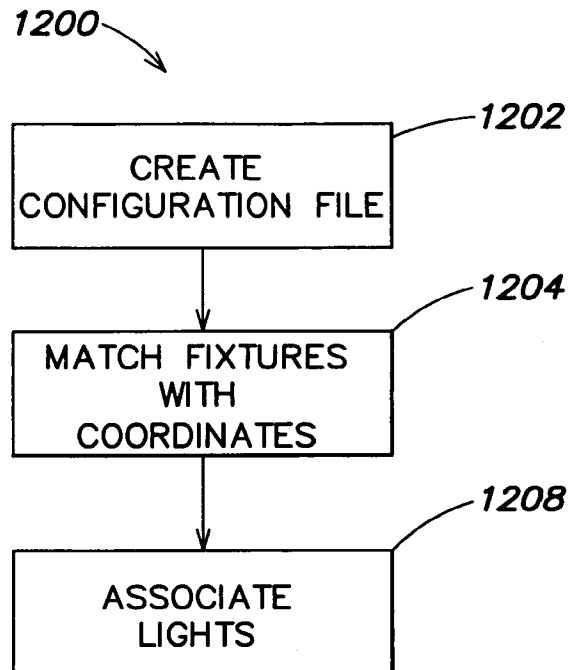 1200
1202
CREATE
CONFIGURATION FILE
1204
MATCH FIXTURES
WITH
COORDINATES
1208
ASSOCIATE
LIGHTS